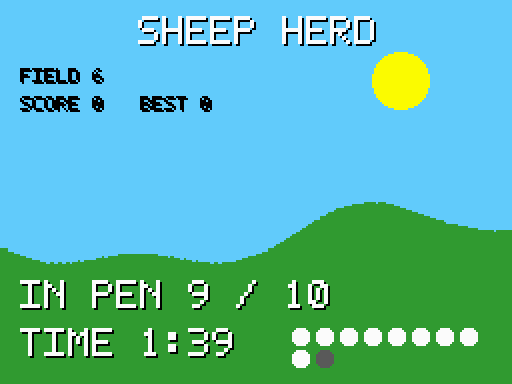 SHEEP HERD
FIELD 6
SCORE 0 BEST 0
IN PEN 9 / 10
TIME 1:39